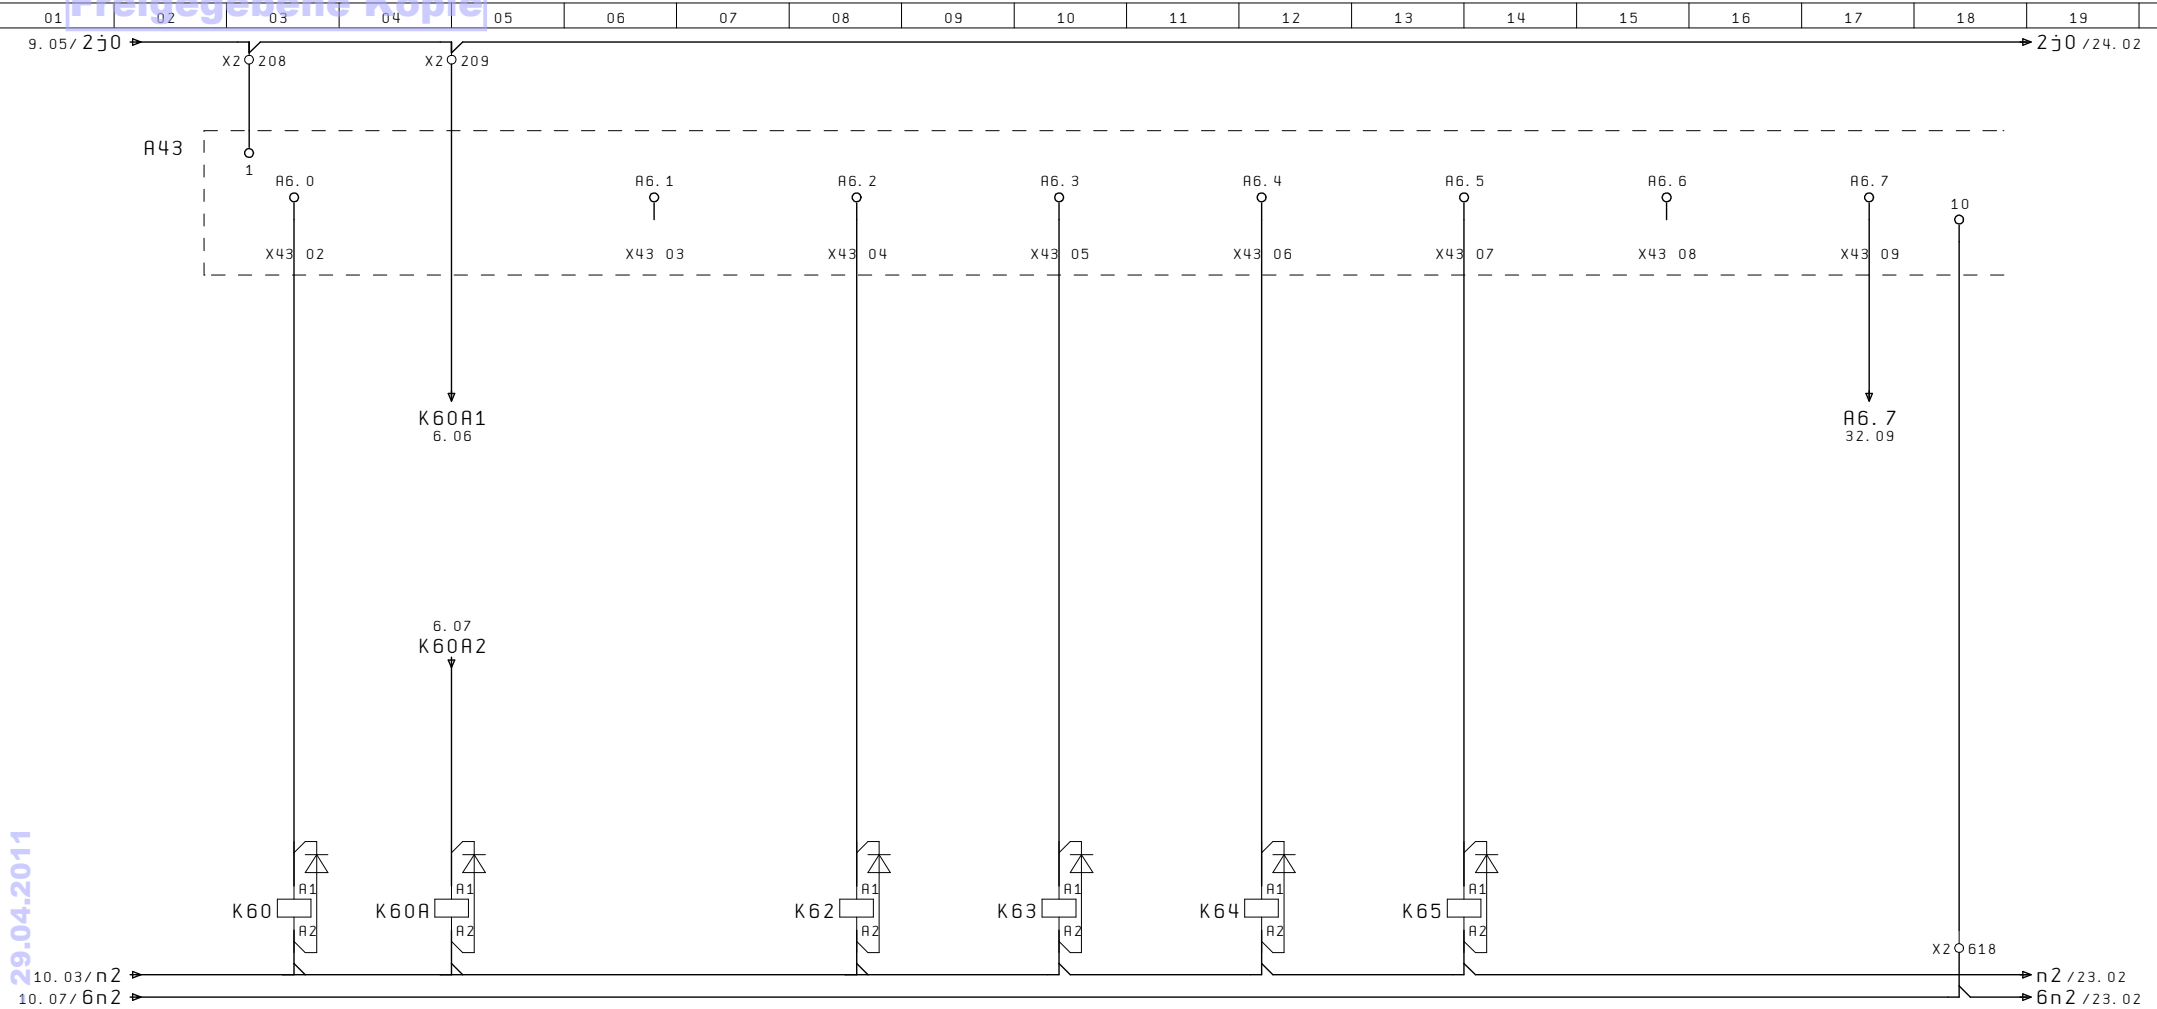 Freigegebene Kopie
01 02 03 04 05 06 07 08 09 10 11 12 13 14 15 16 17 18 19
9.05/2j0 2j0/24.02
X2 208 X2 209
A43
1
A6.0 A6.1 A6.2 A6.3 A6.4 A6.5 A6.6 A6.7
10
X43 02 X43 03 X43 04 X43 05 X43 06 X43 07 X43 08 X43 09
K60A1 A6.7
6.06 32.09
6.07
K60A2
A1 A1 A1 A1 A1 A1
K60 K60A K62 K63 K64 K65
A2 A2 A2 A2 A2 A2
X2 618
10.03/n2 n2/23.02
10.07/6n2 6n2/23.02
29.04.2011